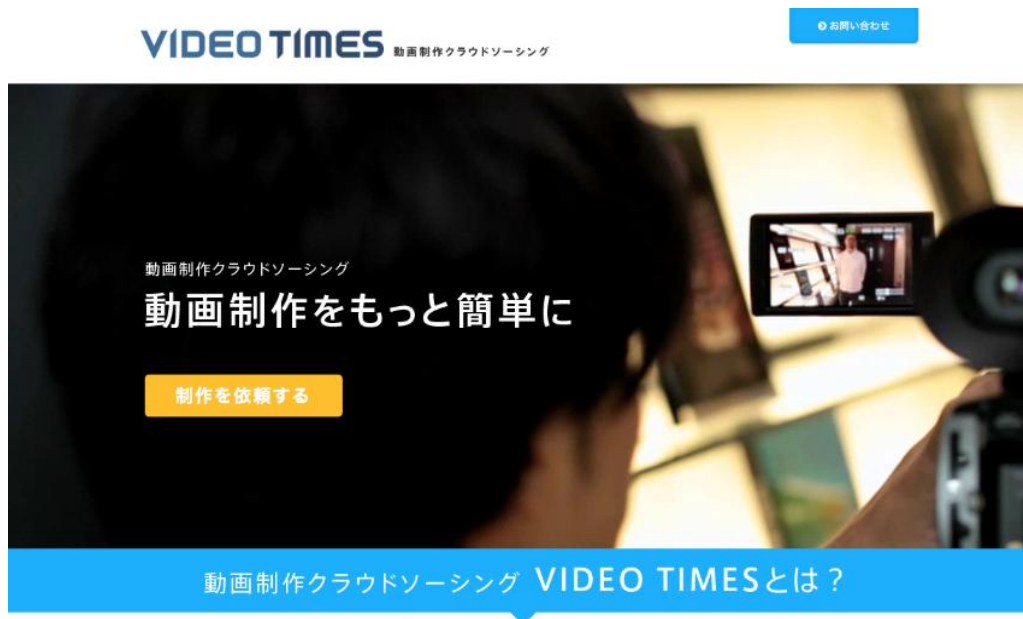 VIDEO TIMES 動画制作クラウドソーシング
お問い合わせ
動画制作クラウドソーシング
動画制作をもっと簡単に
制作を依頼する
動画制作クラウドソーシング VIDEO TIMESとは？